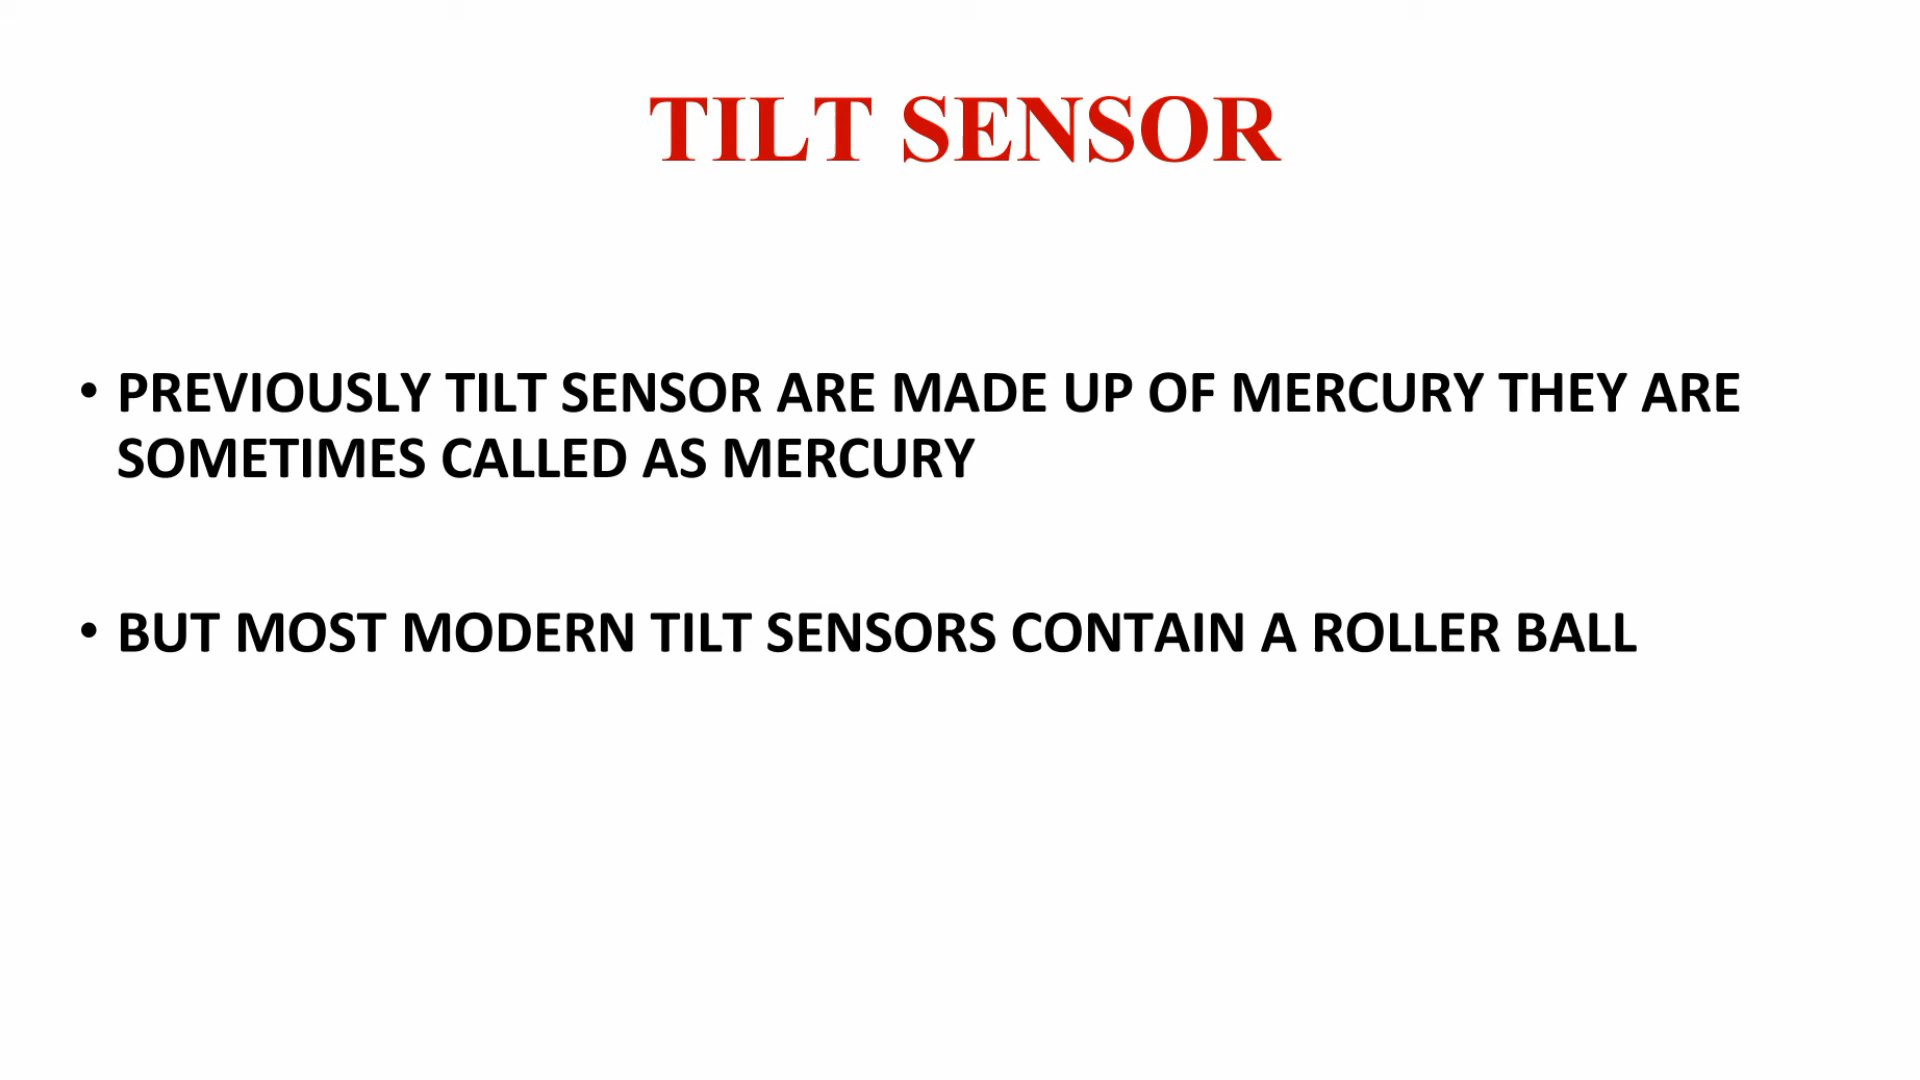 TILT SENSOR
• PREVIOUSLY TILT SENSOR ARE MADE UP OF MERCURY THEY ARE
SOMETIMES CALLED AS MERCURY
• BUT MOST MODERN TILT SENSORS CONTAIN A ROLLER BALL